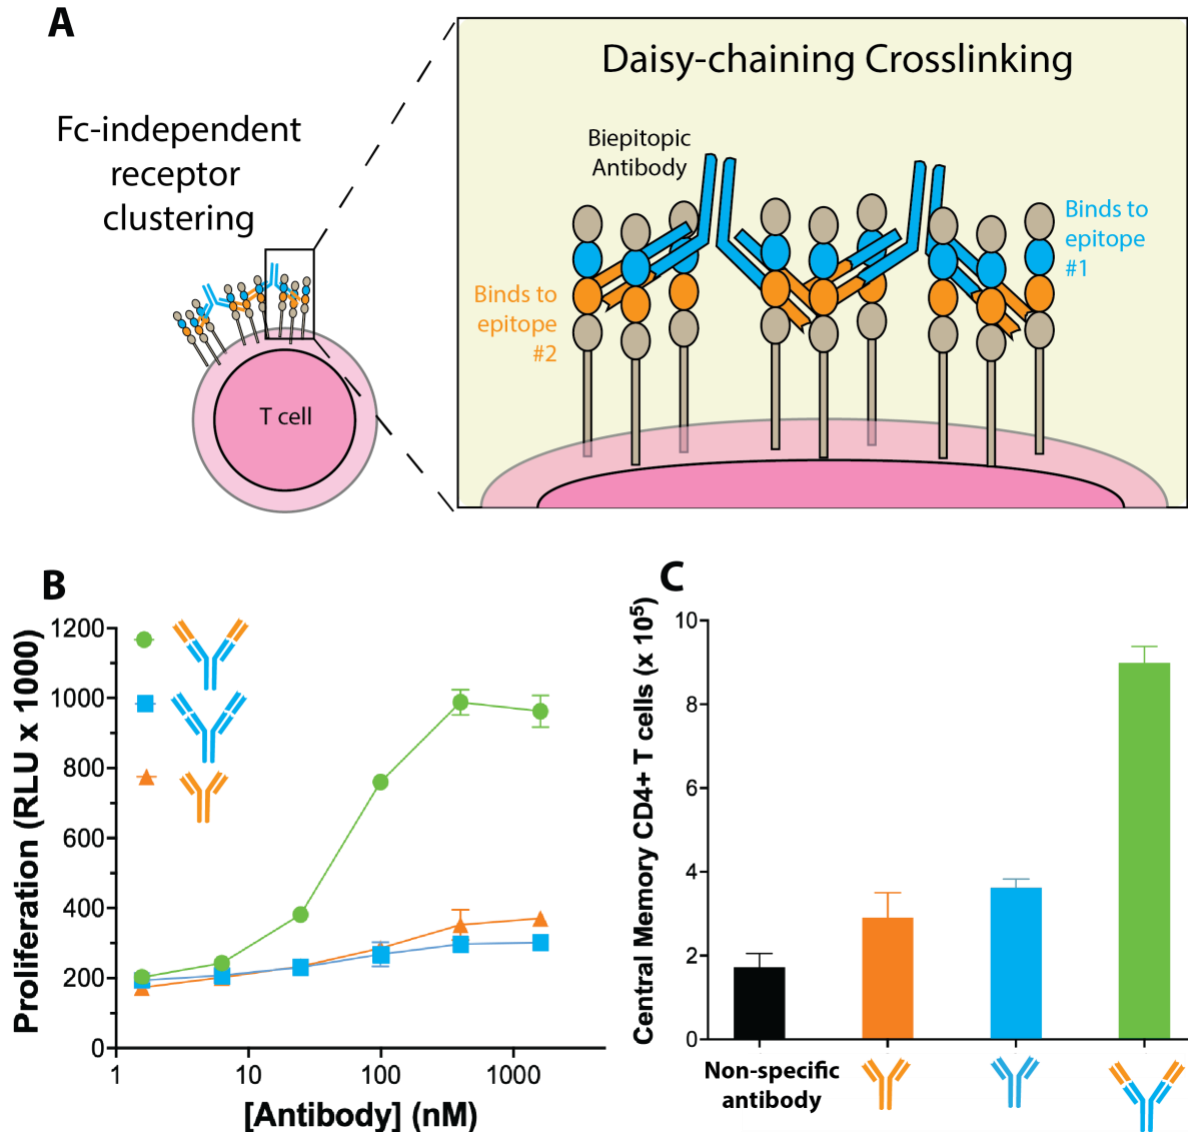 A
Fc-independent
receptor
clustering
T cell
Daisy-chaining Crosslinking
Biepitopic
Antibody
Binds to
epitope
#1
Binds to
epitope
#2
B
Proliferation (RLU x 1000)
1200
1000
800
600
400
200
0
1
10
100
1000
[Antibody] (nM)
C
Central Memory CD4+ T cells (x 10⁵)
10
8
6
4
2
0
Non-specific
antibody